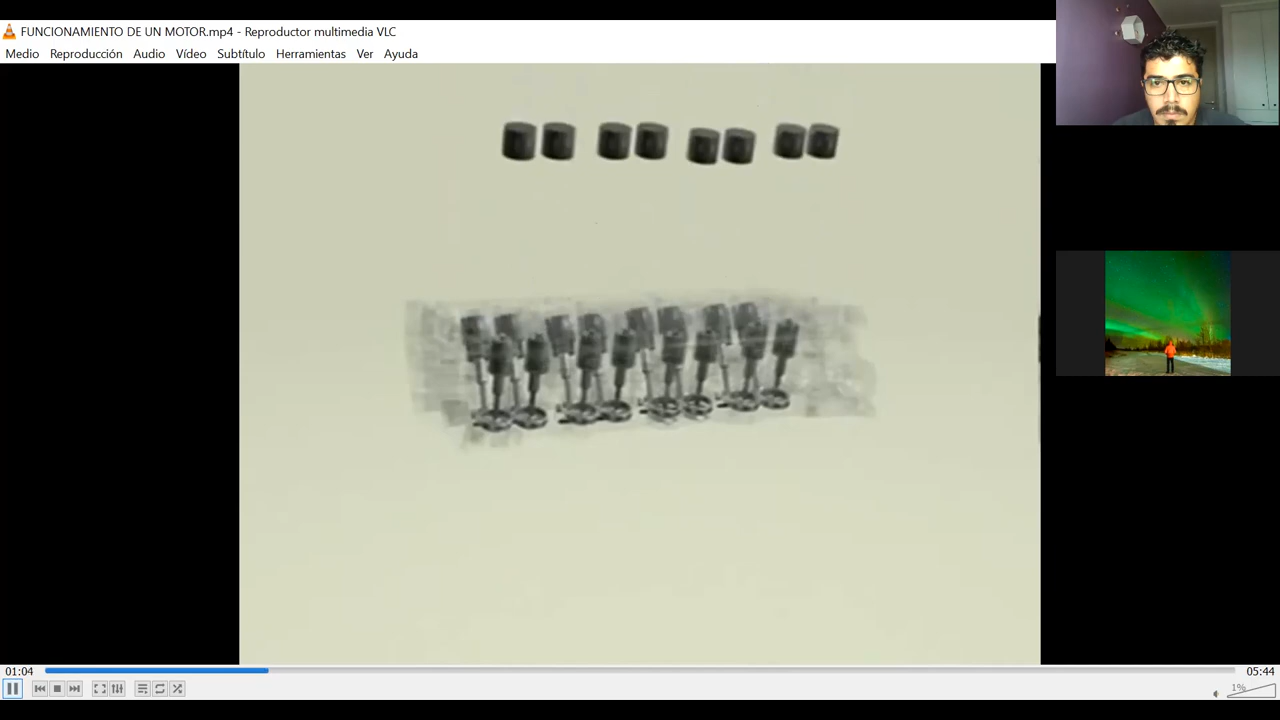 FUNCIONAMIENTO DE UN MOTOR.mp4 - Reproductor multimedia VLC
Medio Reproducción Audio Vídeo Subtítulo Herramientas Ver Ayuda
01:04
05:44
1%